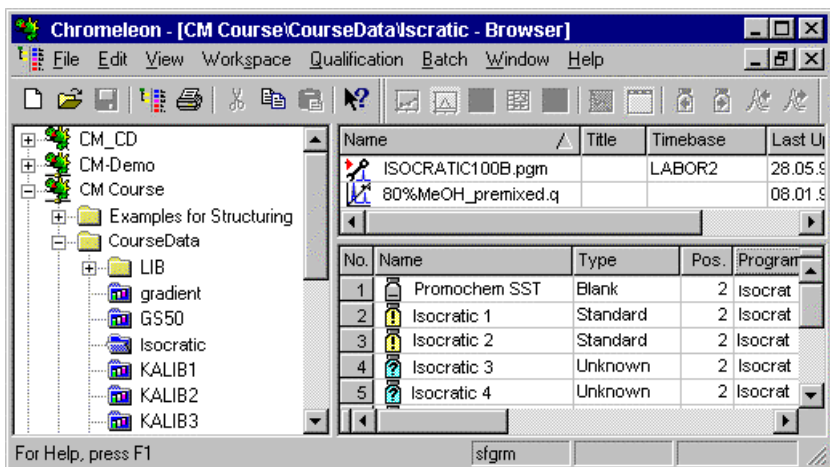 Chromeleon - [CM Course\CourseData\Iscratic - Browser]
File Edit View Workspace Qualification Batch Window Help
CM_CD
CM-Demo
CM Course
Examples for Structuring
CourseData
LIB
gradient
GS50
Isocratic
KALIB1
KALIB2
KALIB3
Name Title Timebase Last U
ISOCRATIC100B.pgm LABOR2 28.05.9
80%MeOH_premixed.q 08.01.9
No. Name Type Pos. Program
1 Promochem SST Blank 2 Isocrat
2 Isocratic 1 Standard 2 Isocrat
3 Isocratic 2 Standard 2 Isocrat
4 Isocratic 3 Unknown 2 Isocrat
5 Isocratic 4 Unknown 2 Isocrat
For Help, press F1 sfgrm